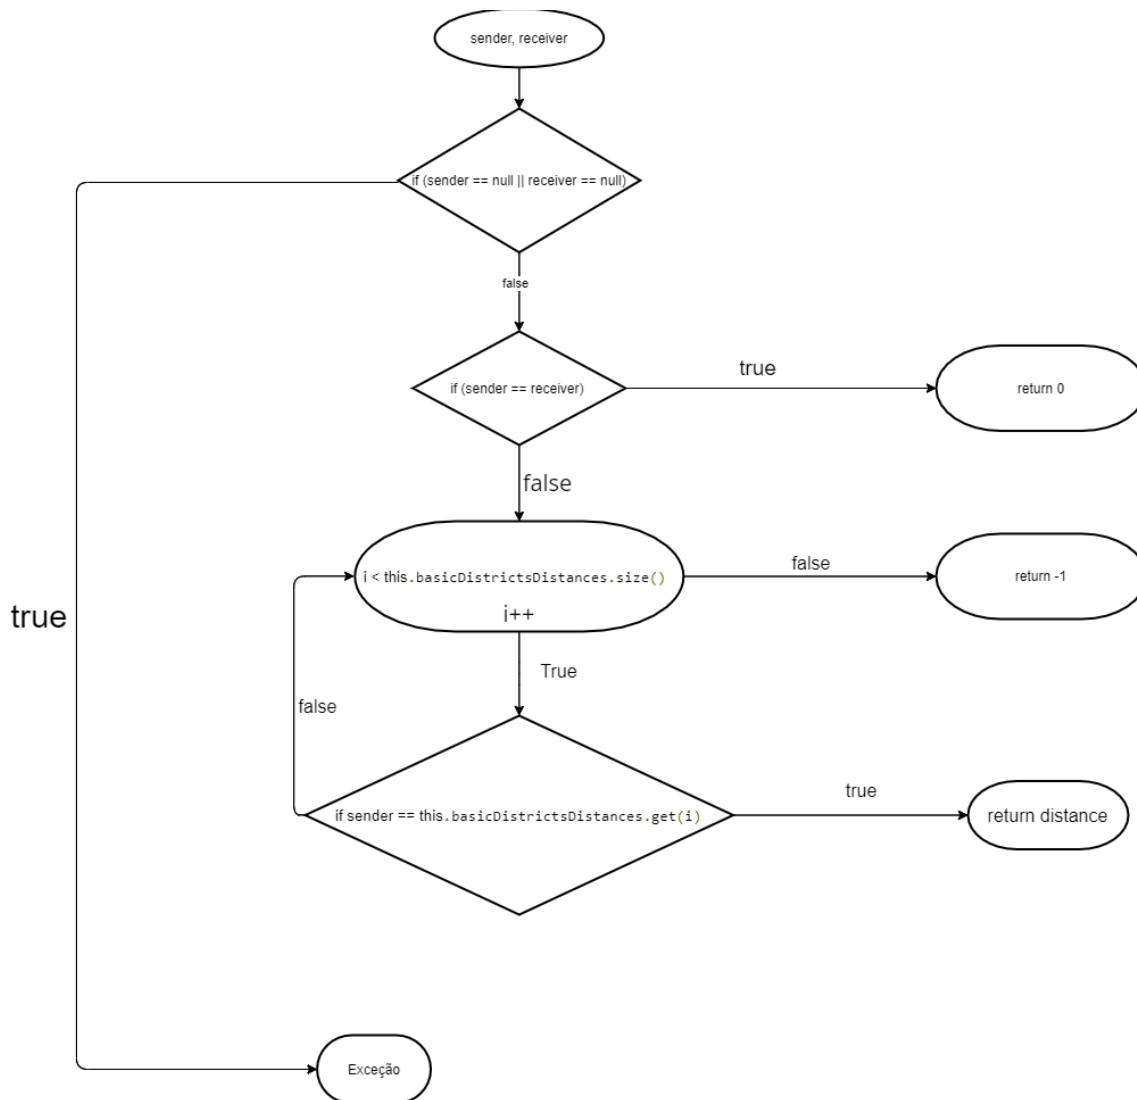 sender, receiver
if (sender == null || receiver == null)
false
if (sender == receiver)
true
return 0
false
i < this.basicDistrictsDistances.size()
i++
false
return -1
true
True
false
if sender == this.basicDistrictsDistances.get(i)
true
return distance
Exceção